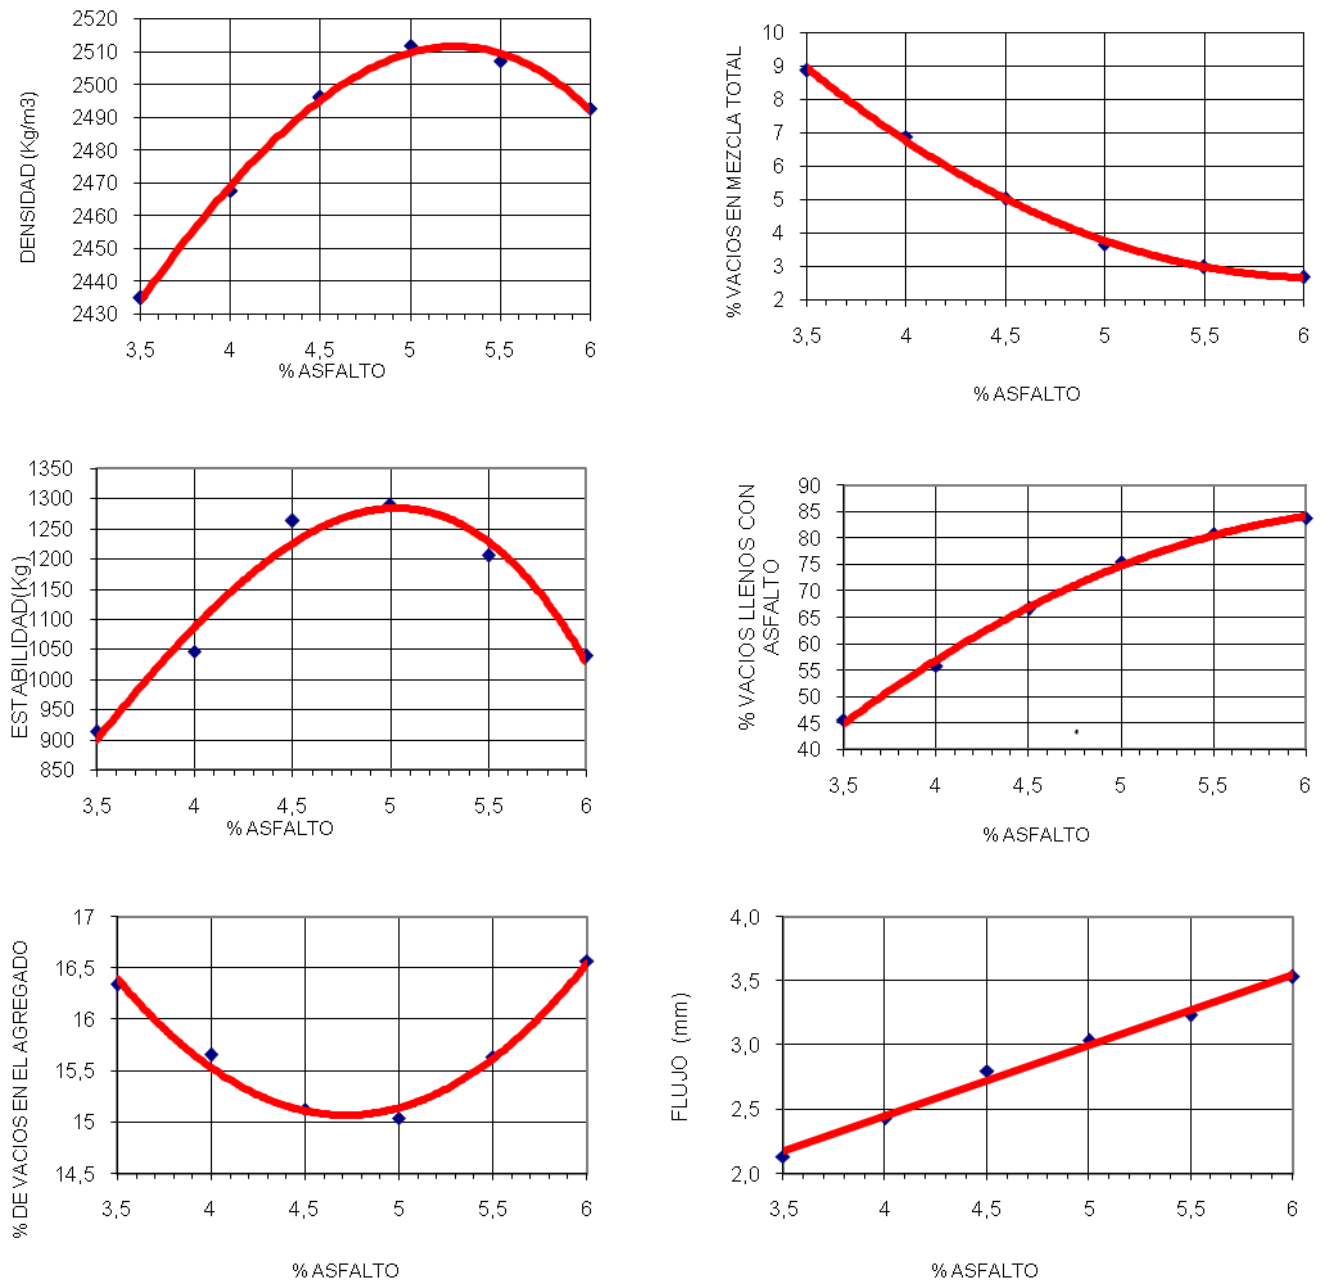 2520
2510
2500
2490
2480
2470
2460
2450
2440
2430
DENSIDAD (Kg/m3)
3,5 4 4,5 5 5,5 6
% ASFALTO
10
9
8
7
6
5
4
3
2
% VACIOS EN MEZCLA TOTAL
3,5 4 4,5 5 5,5 6
% ASFALTO
1350
1300
1250
1200
1150
1100
1050
1000
950
900
850
ESTABILIDAD(Kg)
3,5 4 4,5 5 5,5 6
% ASFALTO
90
85
80
75
70
65
60
55
50
45
40
% VACIOS LLENOS CON
ASFALTO
3,5 4 4,5 5 5,5 6
% ASFALTO
17
16,5
16
15,5
15
14,5
% DE VACIOS EN EL AGREGADO
3,5 4 4,5 5 5,5 6
% ASFALTO
4,0
3,5
3,0
2,5
2,0
FLUJO (mm)
3,5 4 4,5 5 5,5 6
% ASFALTO